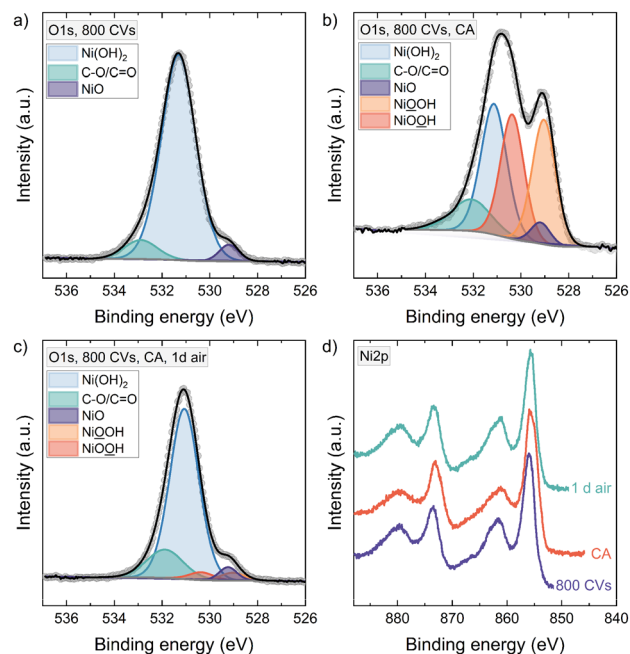 a)
O1s, 800 CVs
Ni(OH)₂
C-O/C=O
NiO
Intensity (a.u.)
536 534 532 530 528 526
Binding energy (eV)
b)
O1s, 800 CVs, CA
Ni(OH)₂
C-O/C=O
NiO
NiOOH
NiOOH
Intensity (a.u.)
536 534 532 530 528 526
Binding energy (eV)
c)
O1s, 800 CVs, CA, 1d air
Ni(OH)₂
C-O/C=O
NiO
NiOOH
NiOOH
Intensity (a.u.)
536 534 532 530 528 526
Binding energy (eV)
d)
Ni2p
1 d air
CA
800 CVs
Intensity (a.u.)
880 870 860 850 840
Binding energy (eV)